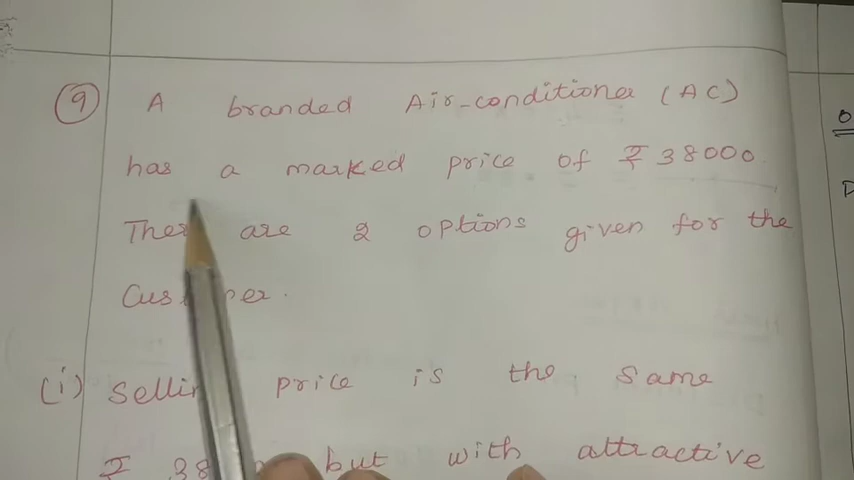 9 A branded Air-conditioner (AC)
has a marked price of ₹ 38000.
There are 2 options given for the
Customer.
(i) Selling price is the same
₹ but with attractive